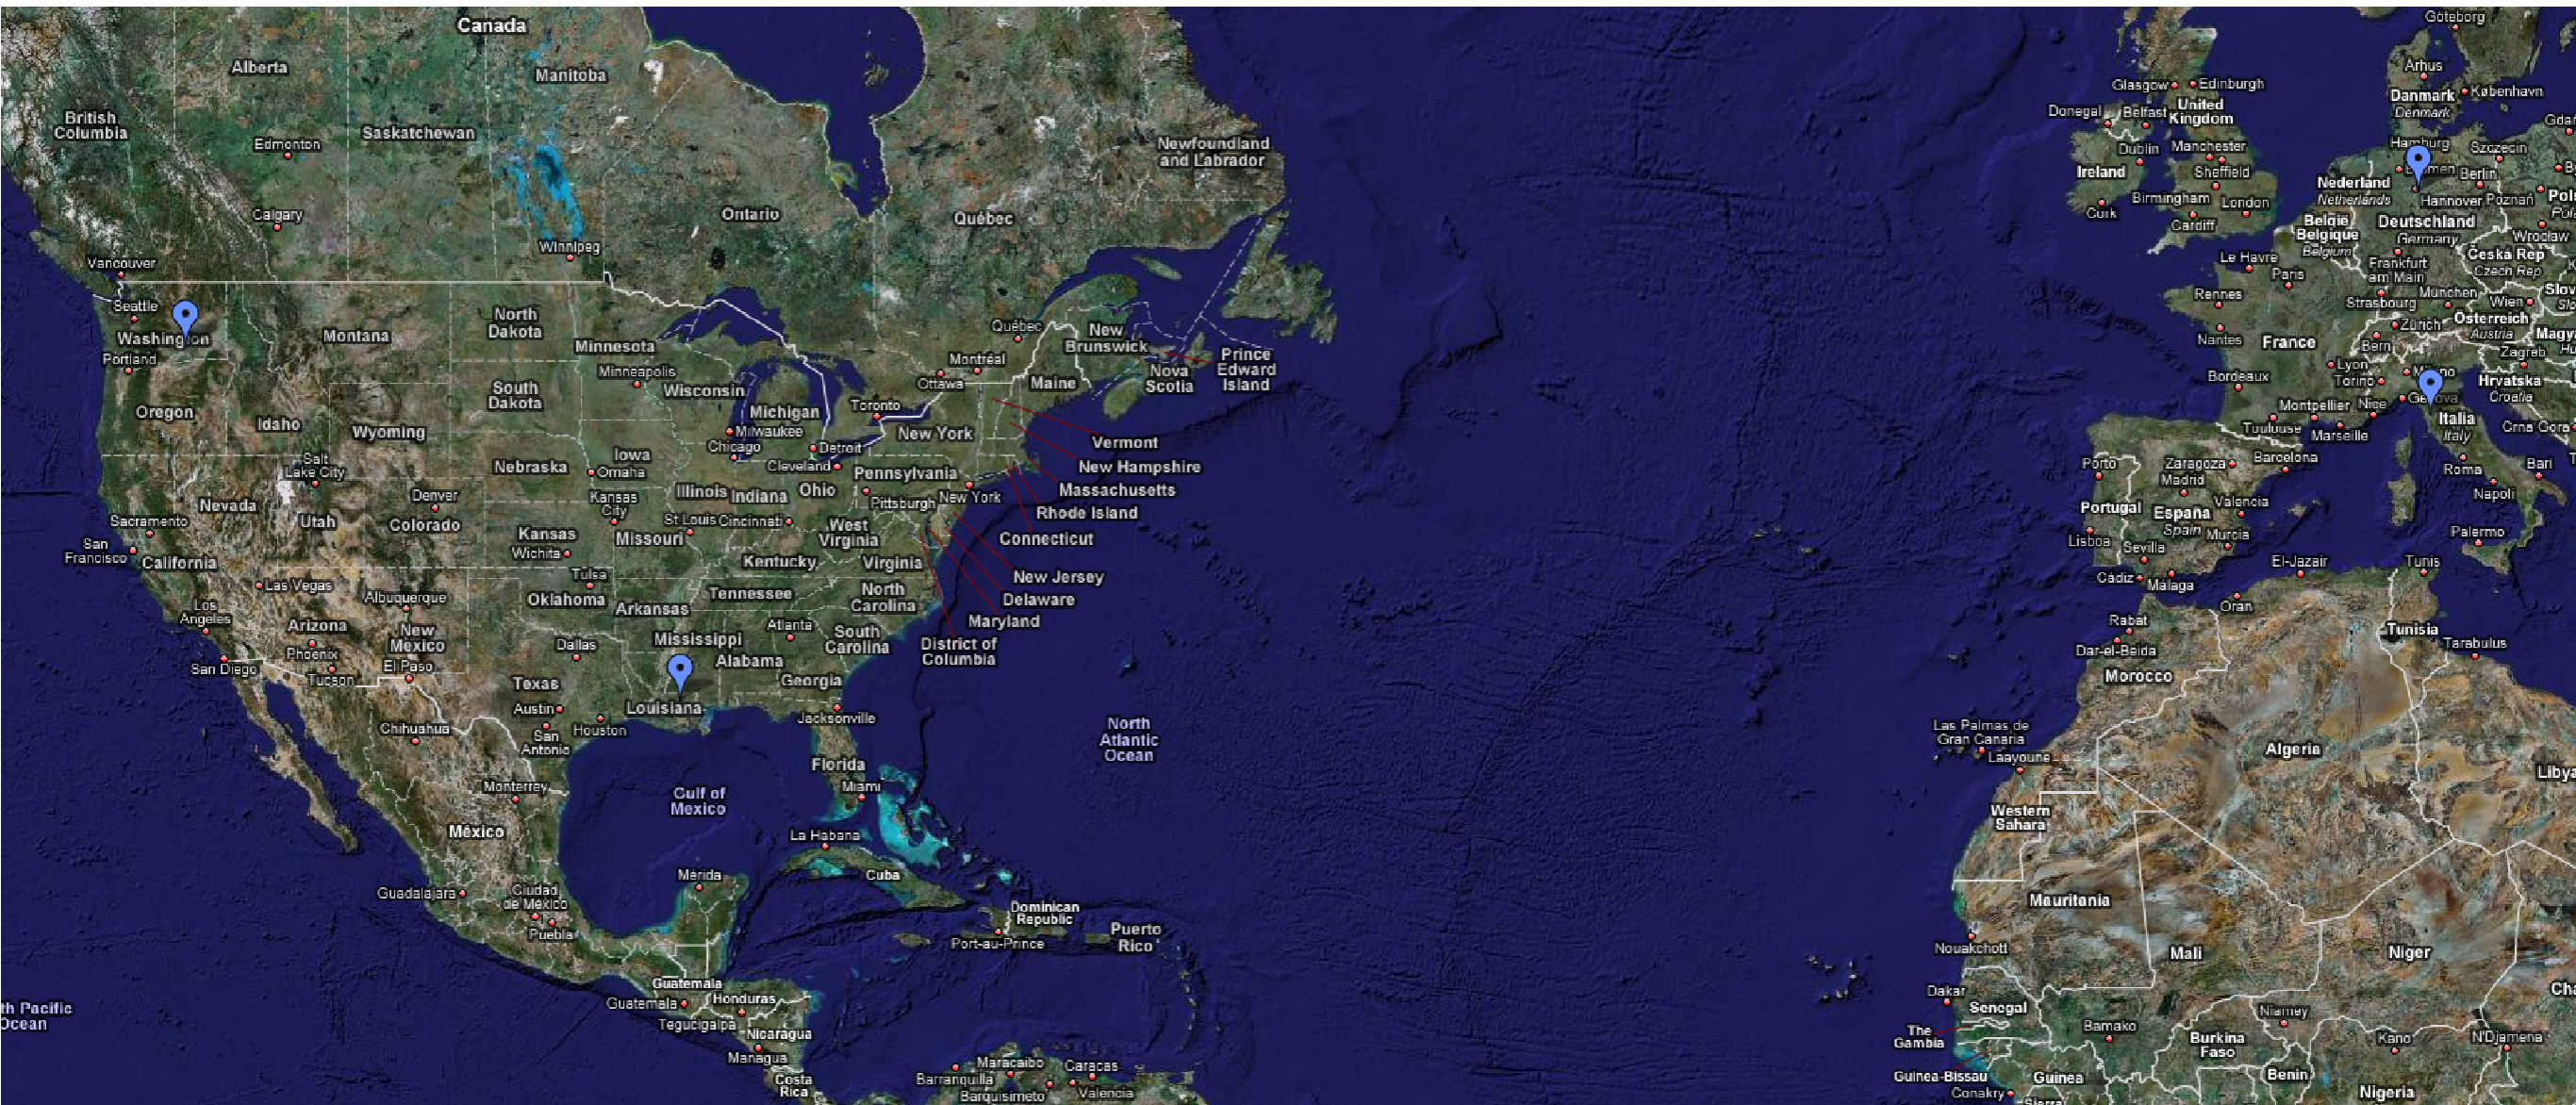 Canada
Alberta
Manitoba
British
Columbia
Saskatchewan
Edmonton
Newfoundland
and Labrador
Calgary
Ontario
Québec
Winnipeg
Vancouver
Seattle
Washington
Portland
Montana
North
Dakota
Minnesota
Minneapolis
South
Dakota
Wisconsin
Michigan
Québec
Montréal
Ottawa
Maine
New
Brunswick
Nova
Scotia
Prince
Edward
Island
Oregon
Idaho
Wyoming
Toronto
New York
Milwaukee
Chicago
Detroit
Cleveland
Vermont
New Hampshire
Massachusetts
Rhode Island
Connecticut
Salt
Lake City
Nebraska
Iowa
Omaha
Pennsylvania
Pittsburgh
New York
Nevada
Utah
Denver
Colorado
Kansas
City
Illinois
Indiana
Ohio
Sacramento
San
Francisco
California
Kansas
Wichita
Missouri
St Louis
Cincinnati
West
Virginia
Kentucky
Virginia
New Jersey
Delaware
Maryland
District of
Columbia
Las Vegas
Los
Angeles
Arizona
Phoenix
Tucson
San Diego
Albuquerque
New
Mexico
El Paso
Tulsa
Oklahoma
Arkansas
Tennessee
North
Carolina
South
Carolina
Atlanta
Mississippi
Alabama
Georgia
Dallas
Texas
Austin
San
Antonio
Houston
Louisiana
Jacksonville
Florida
Miami
Chihuahua
Monterrey
México
Gulf of
Mexico
North
Atlantic
Ocean
La Habana
Cuba
Mérida
Guadalajara
Ciudad
de México
Puebla
Dominican
Republic
Port-au-Prince
Puerto
Rico
Guatemala
Guatemala
Honduras
Tegucigalpa
Nicaragua
Managua
Costa
Rica
Barranquilla
Maracaibo
Barquisimeto
Caracas
Valencia
th Pacific
Ocean
Göteborg
Århus
Danmark
Denmark
København
Glasgow
Edinburgh
United
Kingdom
Donegal
Belfast
Dublin
Ireland
Cork
Manchester
Sheffield
Birmingham
London
Cardiff
Hamburg
Szczecin
Berlin
Nederland
Netherlands
Hannover
Poznań
België
Belgique
Belgium
Deutschland
Germany
Wrocław
Česká Rep
Czech Rep
Le Havre
Paris
Frankfurt
am Main
Rennes
Strasbourg
München
Wien
Österreich
Austria
Nantes
France
Zürich
Bern
Zagreb
Lyon
Torino
Hrvatska
Croatia
Bordeaux
Montpellier
Nice
Toulouse
Marseille
Italia
Italy
Crna Gora
Porto
Zaragoza
Barcelona
Madrid
Roma
Bari
Napoli
Portugal
España
Spain
Valencia
Lisboa
Sevilla
Murcia
Palermo
Cádiz
Málaga
El-Jazair
Tunis
Oran
Rabat
Dar-el-Beida
Morocco
Tunisia
Tarabulus
Las Palmas de
Gran Canaria
Laayoune
Algeria
Western
Sahara
Mauritania
Nouakchott
Mali
Niger
Dakar
Senegal
The
Gambia
Guinea-Bissau
Guinea
Conakry
Bamako
Burkina
Faso
Niamey
Benin
Kano
Nigeria
N'Djamena